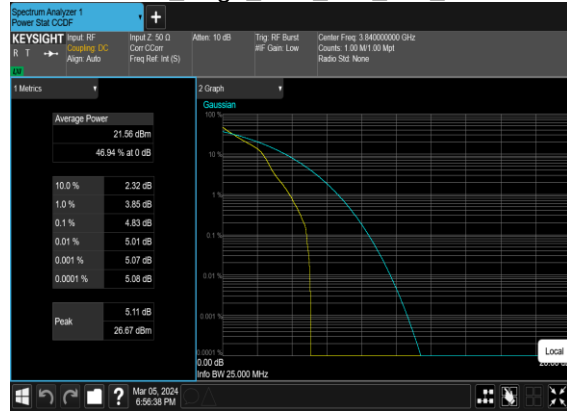 Spectrum Analyzer 1
Power Stat CCDF
KEYSIGHT
R T
LXI
Input: RF
Coupling: DC
Align: Auto
Input Z: 50 Ω
Corr CCorr
Freq Ref: Int (S)
Atten: 10 dB
Trig: RF Burst
#IF Gain: Low
Center Freq: 3.840000000 GHz
Counts: 1.00 M/1.00 Mpt
Radio Std: None
1 Metrics
Average Power
21.56 dBm
46.94 % at 0 dB
10.0 % 2.32 dB
1.0 % 3.85 dB
0.1 % 4.83 dB
0.01 % 5.01 dB
0.001 % 5.07 dB
0.0001 % 5.08 dB
Peak 5.11 dB
26.67 dBm
2 Graph
Gaussian
100 %
10 %
1 %
0.1 %
0.01 %
0.001 %
0.0001 %
0.00 dB
Info BW 25.000 MHz
Local
?
Mar 05, 2024
6:56:38 PM